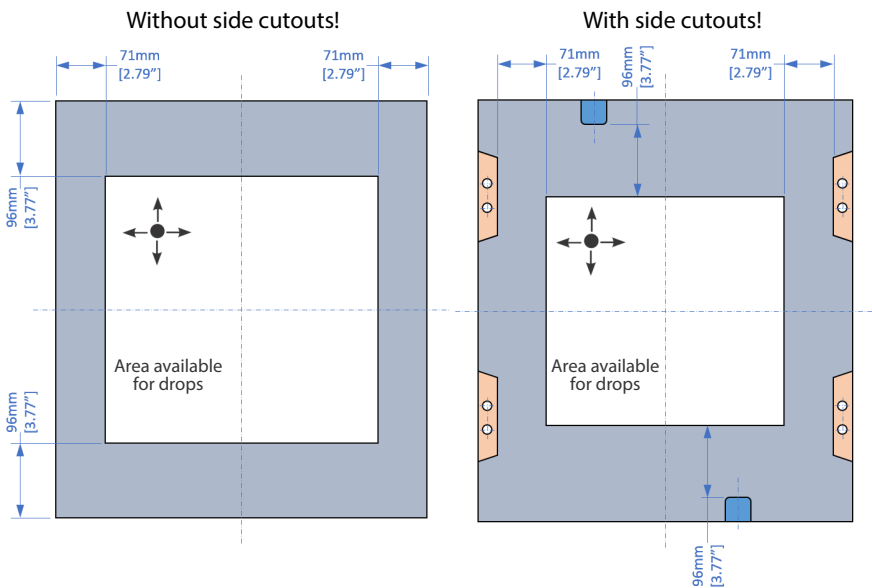 Without side cutouts!
71mm
[2.79”]
71mm
[2.79”]
96mm
[3.77”]
Area available
for drops
96mm
[3.77”]
With side cutouts!
71mm
[2.79”]
96mm
[3.77”]
71mm
[2.79”]
Area available
for drops
96mm
[3.77”]